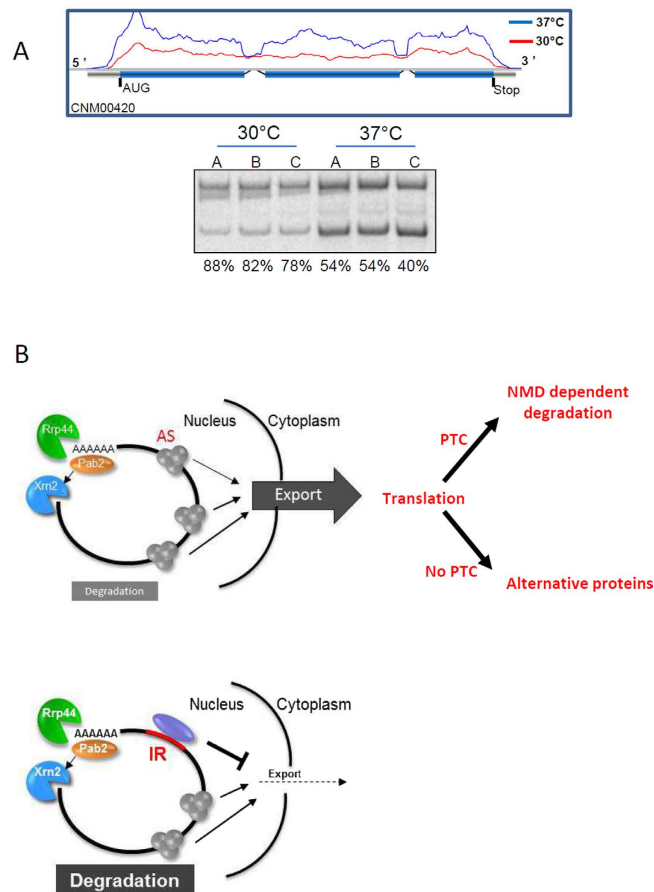 A
37°C
30°C
5 ’
3 ’
AUG
Stop
CNM00420
30°C 37°C
A B C A B C
88% 82% 78% 54% 54% 40%
B
Rrp44
AAAAAA
Pab2
Xrn2
AS
Nucleus
Cytoplasm
Export
Degradation
Translation
PTC
NMD dependent
degradation
No PTC
Alternative proteins
Rrp44
AAAAAA
Pab2
Xrn2
IR
Nucleus
Cytoplasm
Export
Degradation